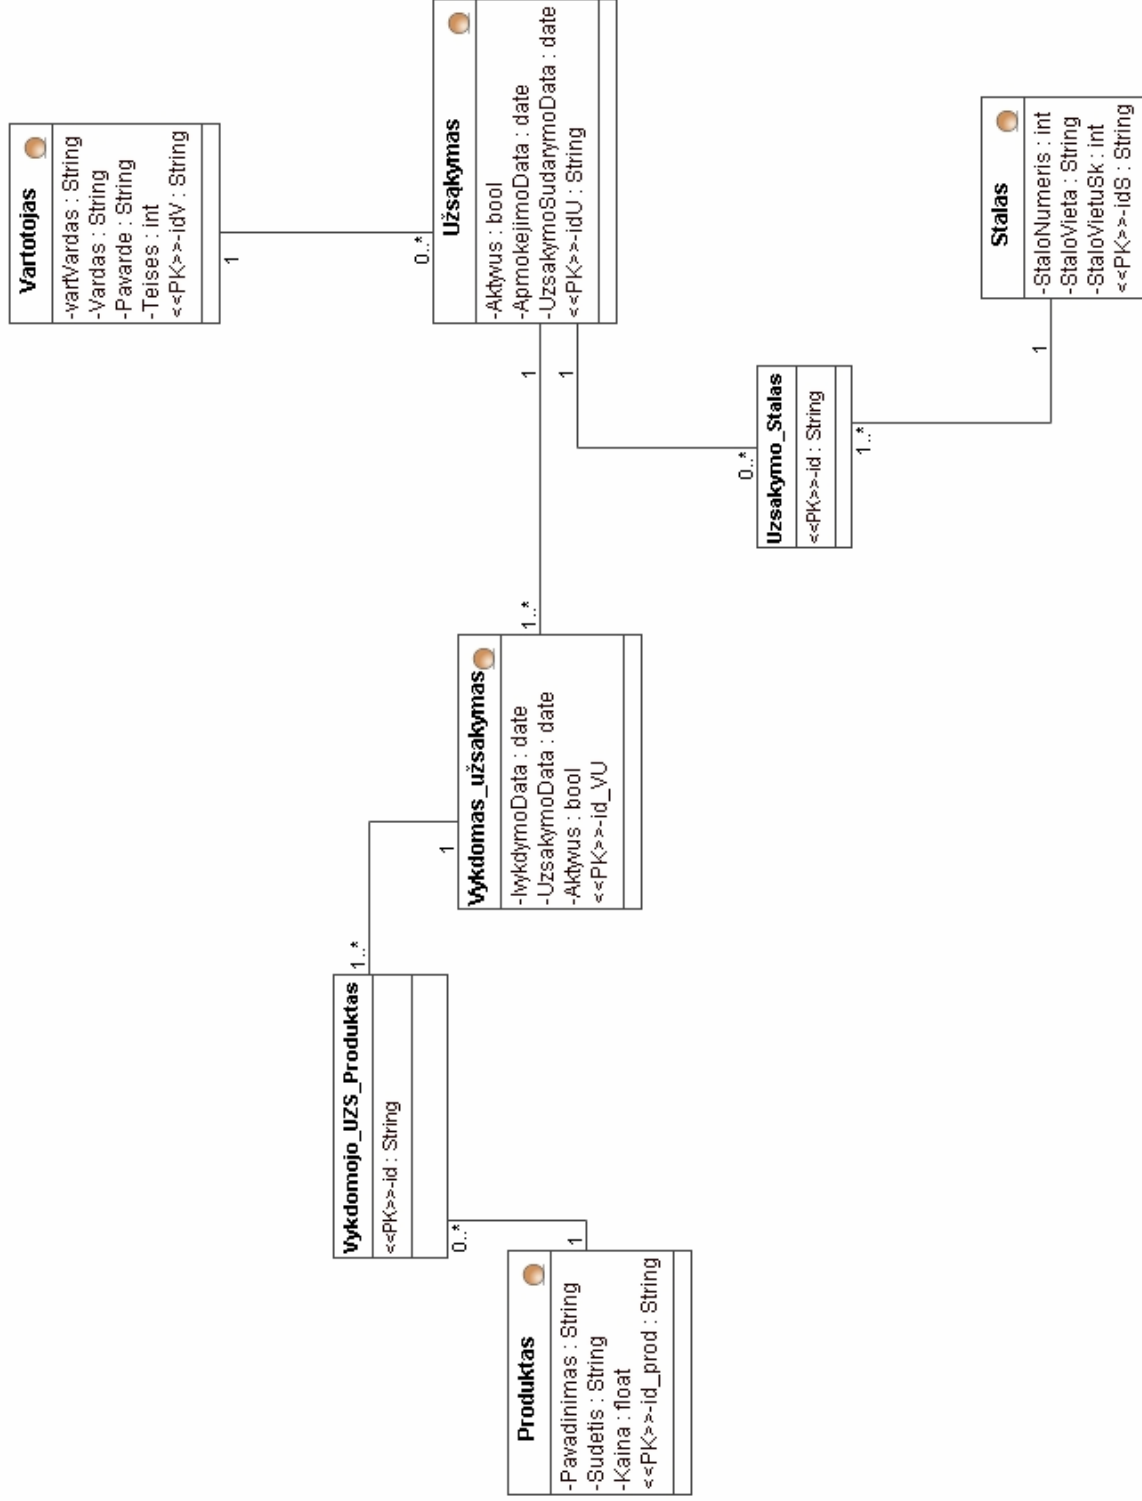 Vartotojas
-vartVardas : String
-Vardas : String
-Pavarde : String
-Teises : int
<<PK>>-idV : String
1
0..*
Užsąkymas
-Aktyvus : bool
-ApmokejimoData : date
-UzsakymoSudarymoData : date
<<PK>>-idU : String
1
1
1..*
0..*
Vykdomas_užsakymas
-IvykdymoData : date
-UzsakymoData : date
-Aktyvus : bool
<<PK>>-id_VU
1
1..*
Vykdomojo_UZS_Produktas
<<PK>>-id : String
0..*
1
Produktas
-Pavadinimas : String
-Sudetis : String
-Kaina : float
<<PK>>-id_prod : String
Uzsakymo_Stalas
<<PK>>-id : String
1..*
1
Stalas
-StaloNumeris : int
-StaloVieta : String
-StaloVietuSk : int
<<PK>>-idS : String